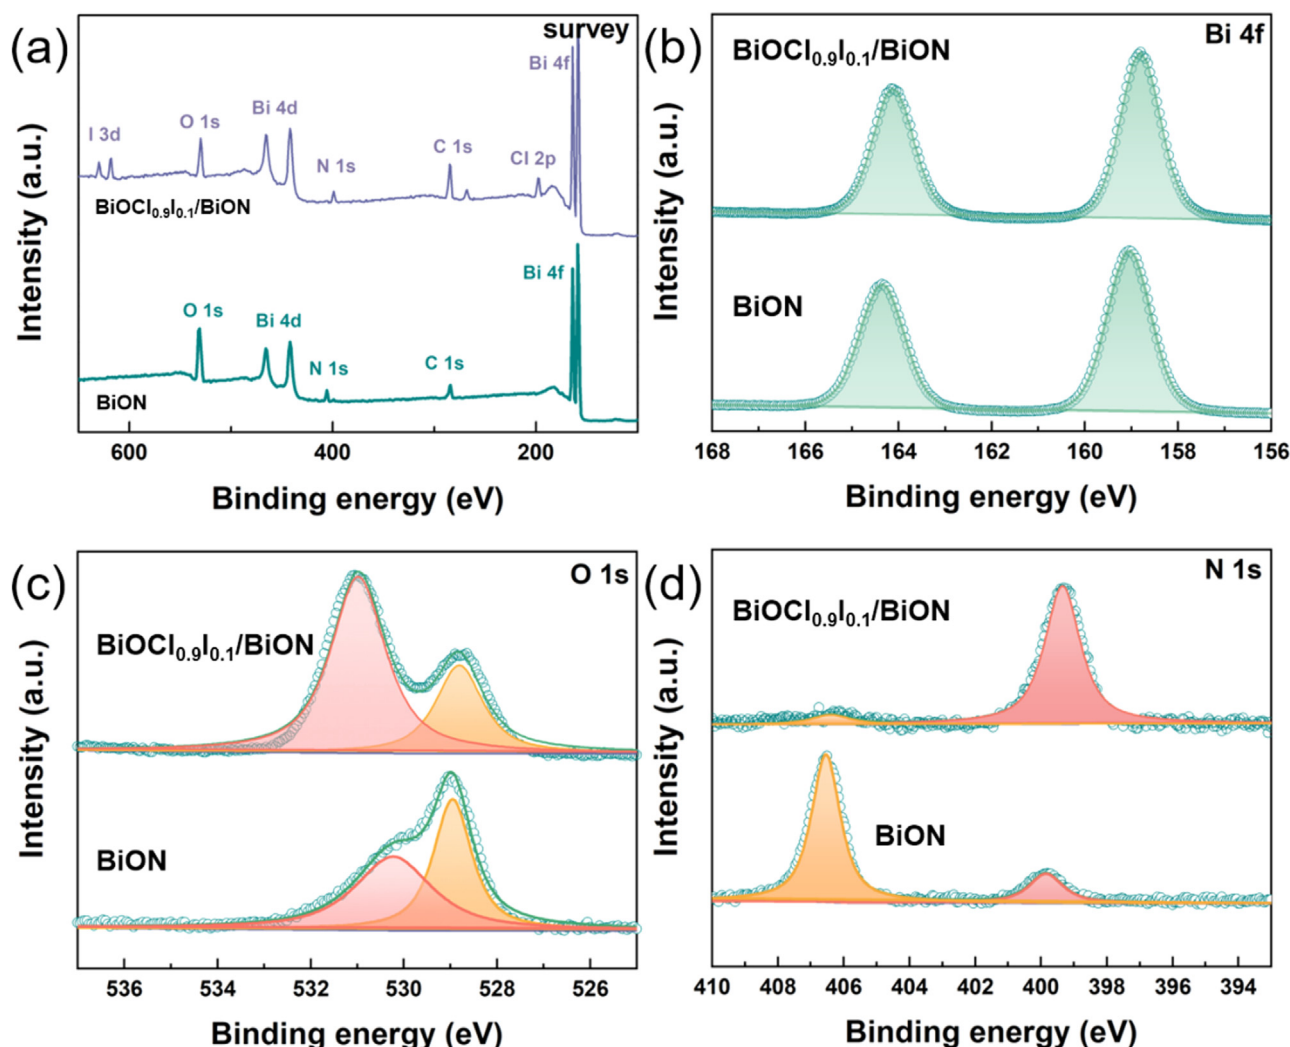 (a)
survey
Bi 4f
Bi 4d
O 1s
I 3d
C 1s
Cl 2p
N 1s
BiOCl₀.₉I₀.₁/BiON
Bi 4f
O 1s
Bi 4d
N 1s
C 1s
BiON
600
400
200
Binding energy (eV)
Intensity (a.u.)
(b)
Bi 4f
BiOCl₀.₉I₀.₁/BiON
BiON
168
166
164
162
160
158
156
Binding energy (eV)
Intensity (a.u.)
(c)
O 1s
BiOCl₀.₉I₀.₁/BiON
BiON
536
534
532
530
528
526
Binding energy (eV)
Intensity (a.u.)
(d)
N 1s
BiOCl₀.₉I₀.₁/BiON
BiON
410
408
406
404
402
400
398
396
394
Binding energy (eV)
Intensity (a.u.)